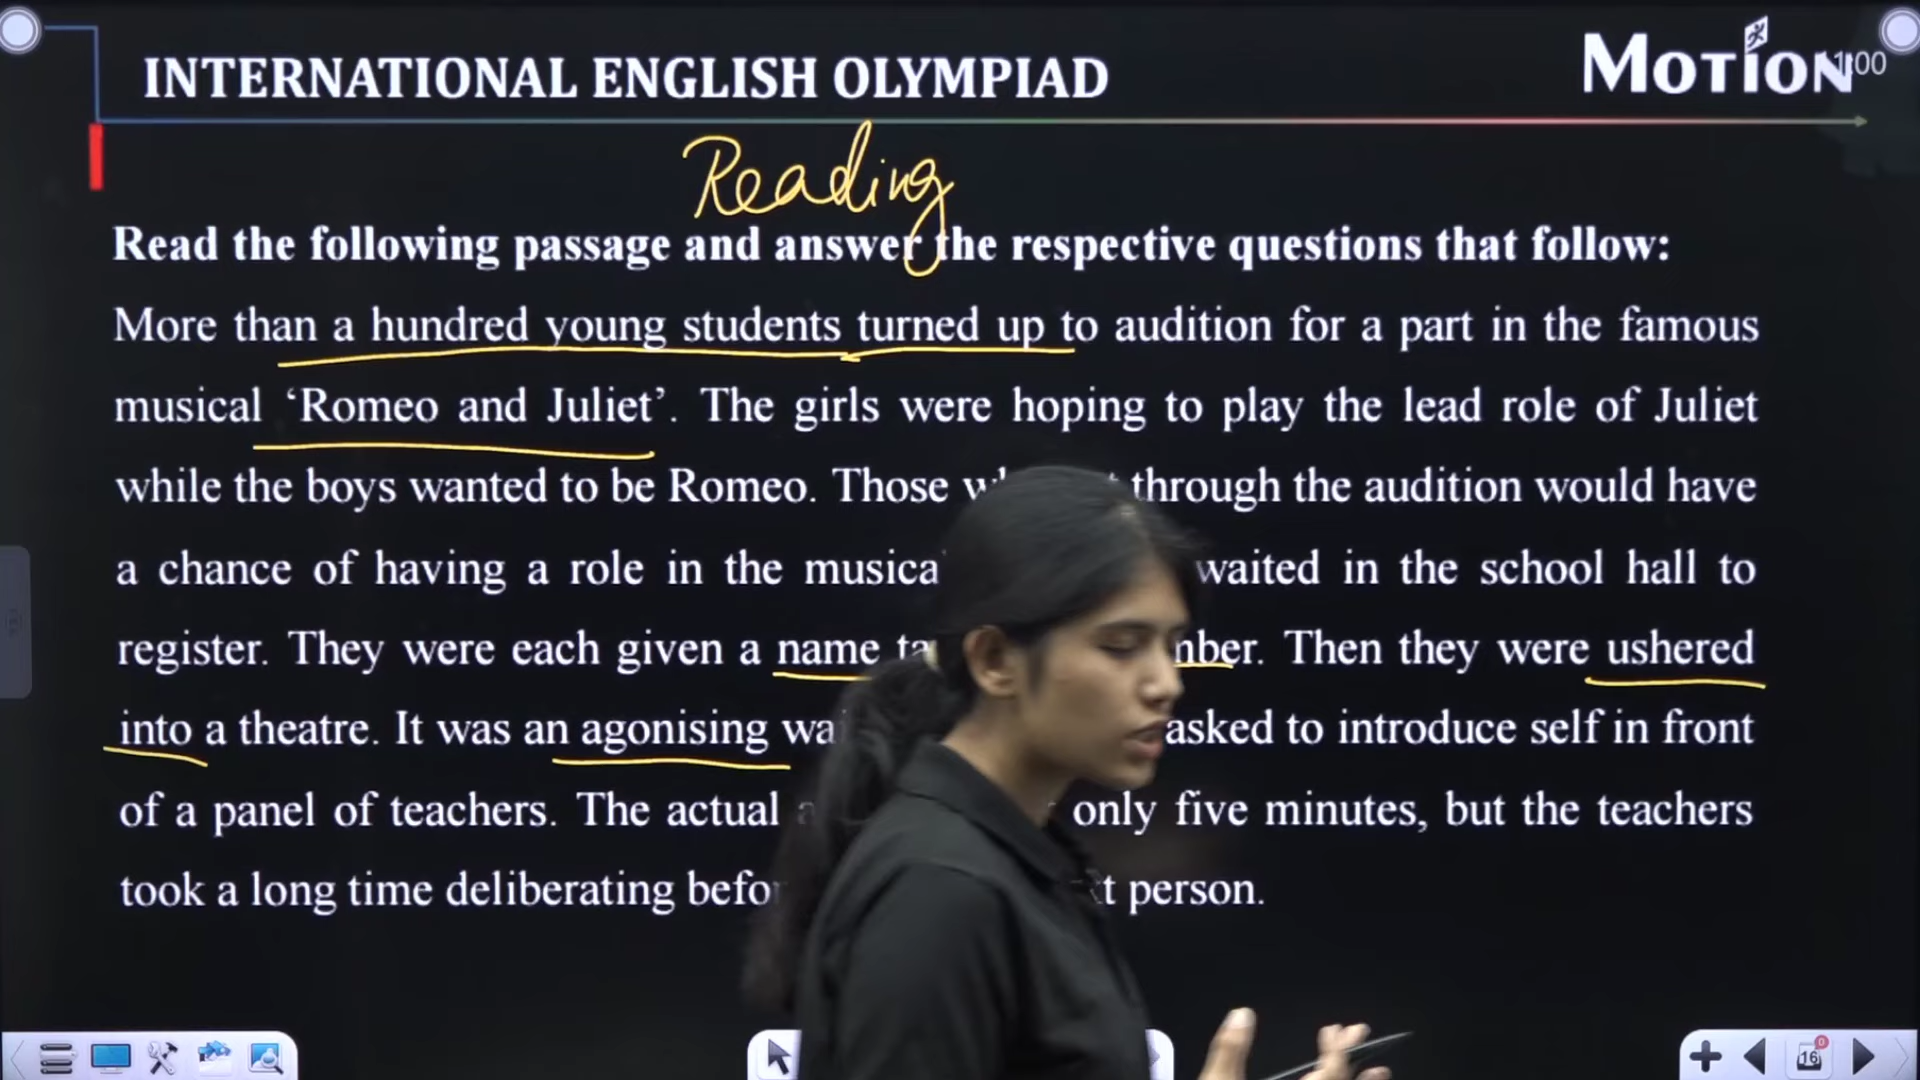 INTERNATIONAL ENGLISH OLYMPIAD
MOTION
1:00
Reading
Read the following passage and answer the respective questions that follow:
More than a hundred young students turned up to audition for a part in the famous
musical ‘Romeo and Juliet’. The girls were hoping to play the lead role of Juliet
while the boys wanted to be Romeo. Those through the audition would have
a chance of having a role in the musical waited in the school hall to
register. They were each given a name Then they were ushered
into a theatre. It was an agonising asked to introduce self in front
of a panel of teachers. The actual only five minutes, but the teachers
took a long time deliberating person.
16
0